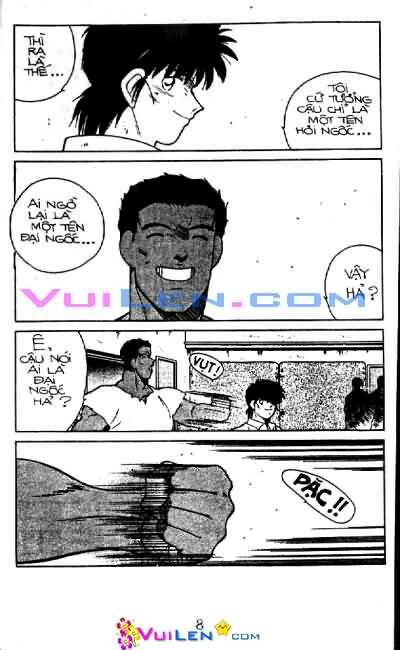 THÌ
RA
LÀ
THẾ...
TÔI
CỨ TƯỞNG
CẬU CHỈ LÀ
MỘT TÊN
HƠI NGỐC...
AI NGỜ
LẠI LÀ
MỘT TÊN
ĐẠI NGỐC...
VẬY
HẢ?
VUILEN.COM
Ê,
CẬU NÓI
AI LÀ
ĐẠI
NGỐC
HẢ?
VUT!
PẶC!!
8
VUILEN.COM